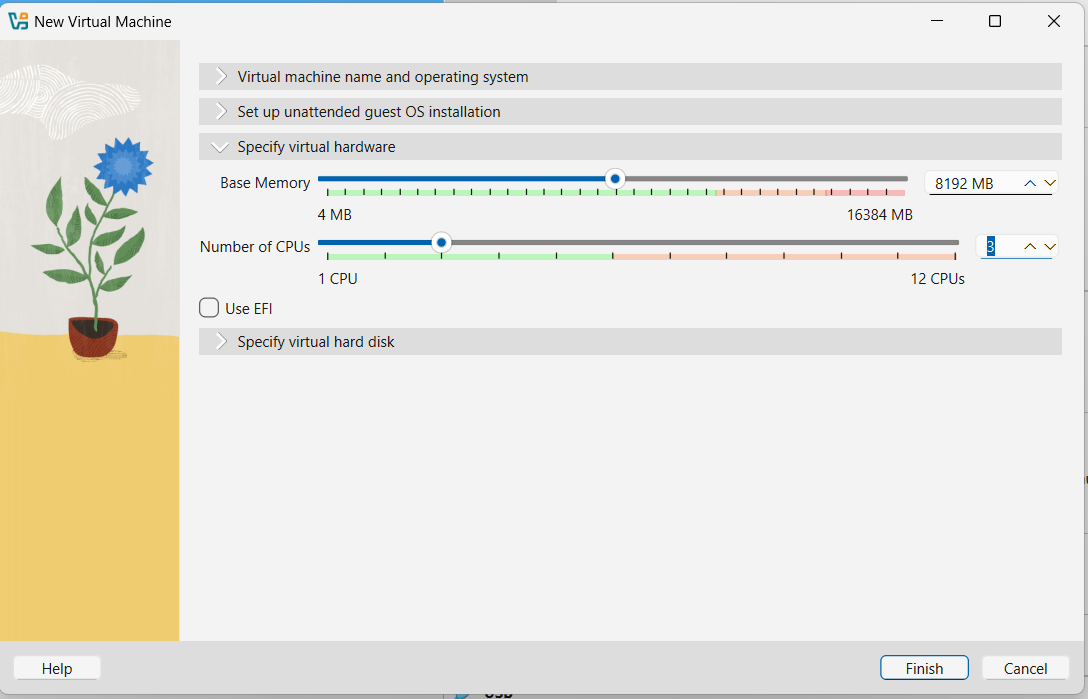 New Virtual Machine
Virtual machine name and operating system
Set up unattended guest OS installation
Specify virtual hardware
Base Memory 8192 MB
4 MB 16384 MB
Number of CPUs 3
1 CPU 12 CPUs
Use EFI
Specify virtual hard disk
Help Finish Cancel
USB